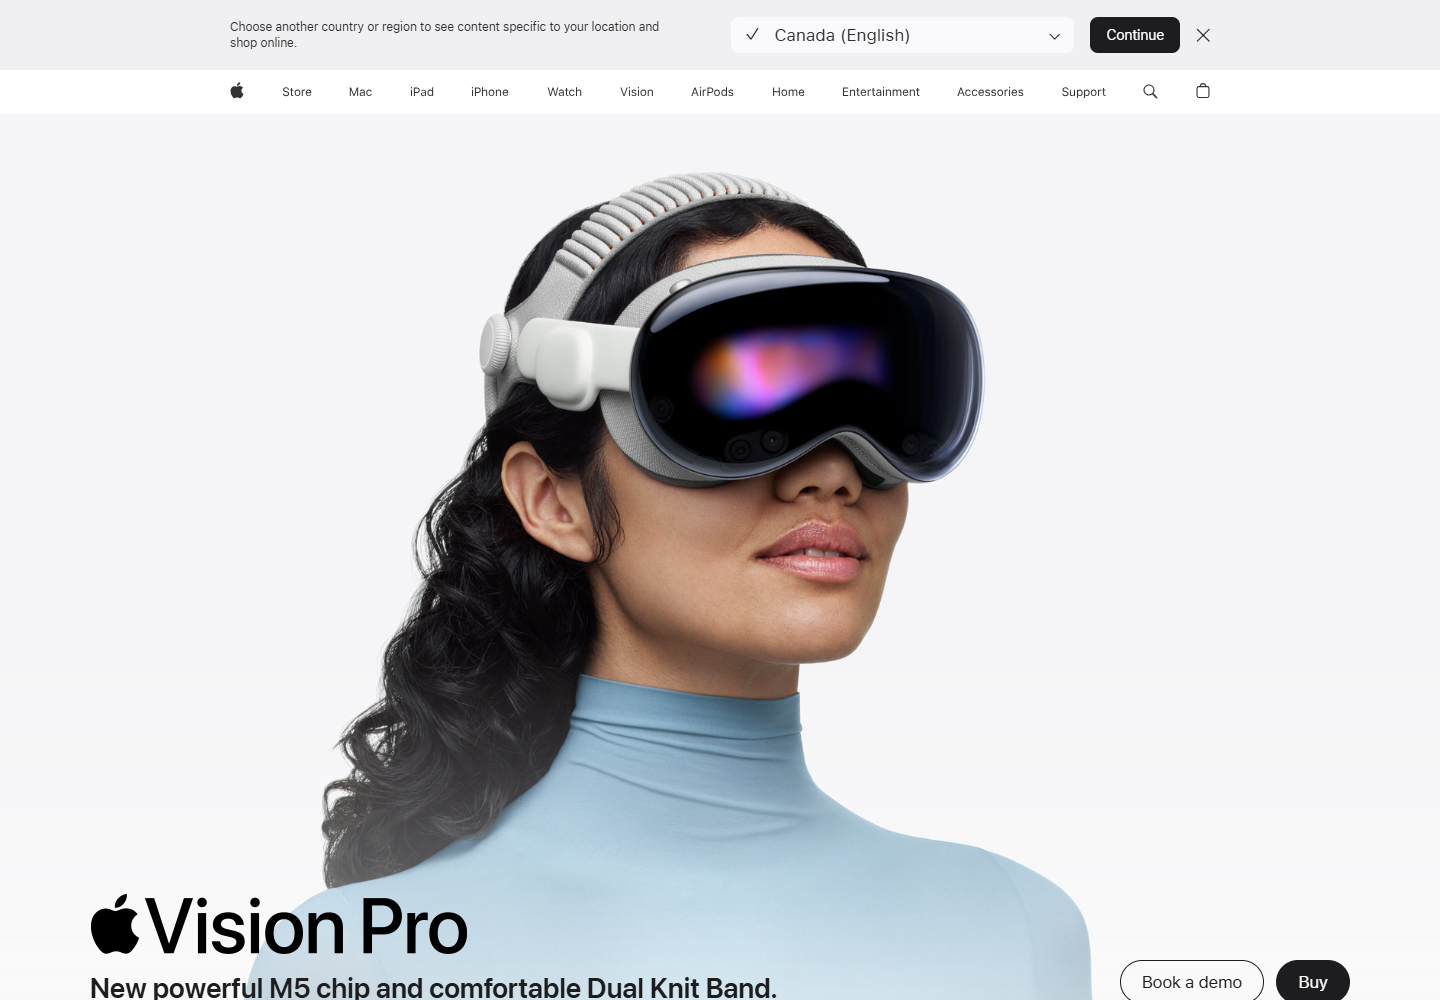 Choose another country or region to see content specific to your location and
shop online.
Canada (English)
Continue
Store
Mac
iPad
iPhone
Watch
Vision
AirPods
Home
Entertainment
Accessories
Support
Vision Pro
New powerful M5 chip and comfortable Dual Knit Band.
Book a demo
Buy